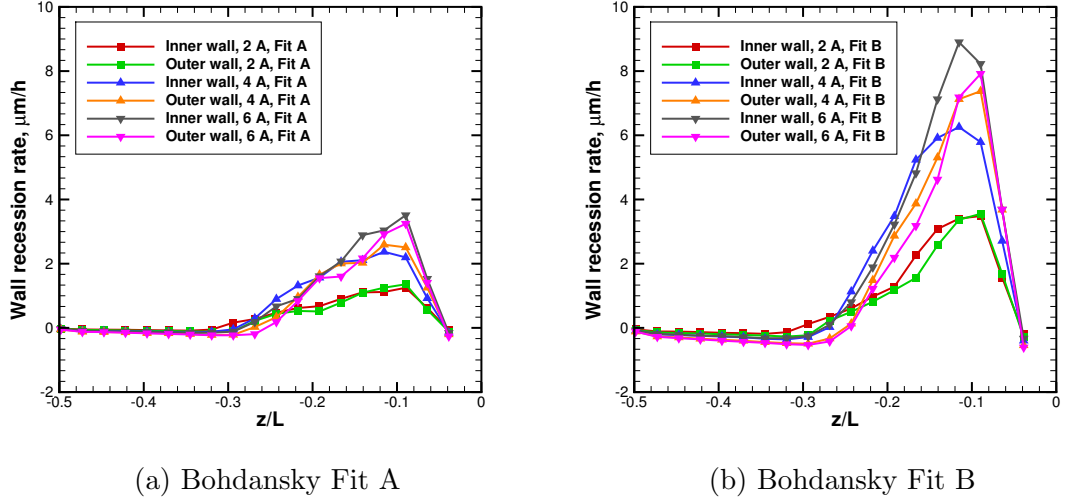 Wall recession rate, μm/h
8
6
4
2
0
-2
Inner wall, 2 A, Fit A
Outer wall, 2 A, Fit A
Inner wall, 4 A, Fit A
Outer wall, 4 A, Fit A
Inner wall, 6 A, Fit A
Outer wall, 6 A, Fit A
-0.5 -0.4 -0.3 -0.2 -0.1 0
z/L
(a) Bohdansky Fit A
Wall recession rate, μm/h
10
8
6
4
2
0
-2
Inner wall, 2 A, Fit B
Outer wall, 2 A, Fit B
Inner wall, 4 A, Fit B
Outer wall, 4 A, Fit B
Inner wall, 6 A, Fit B
Outer wall, 6 A, Fit B
-0.5 -0.4 -0.3 -0.2 -0.1 0
z/L
(b) Bohdansky Fit B